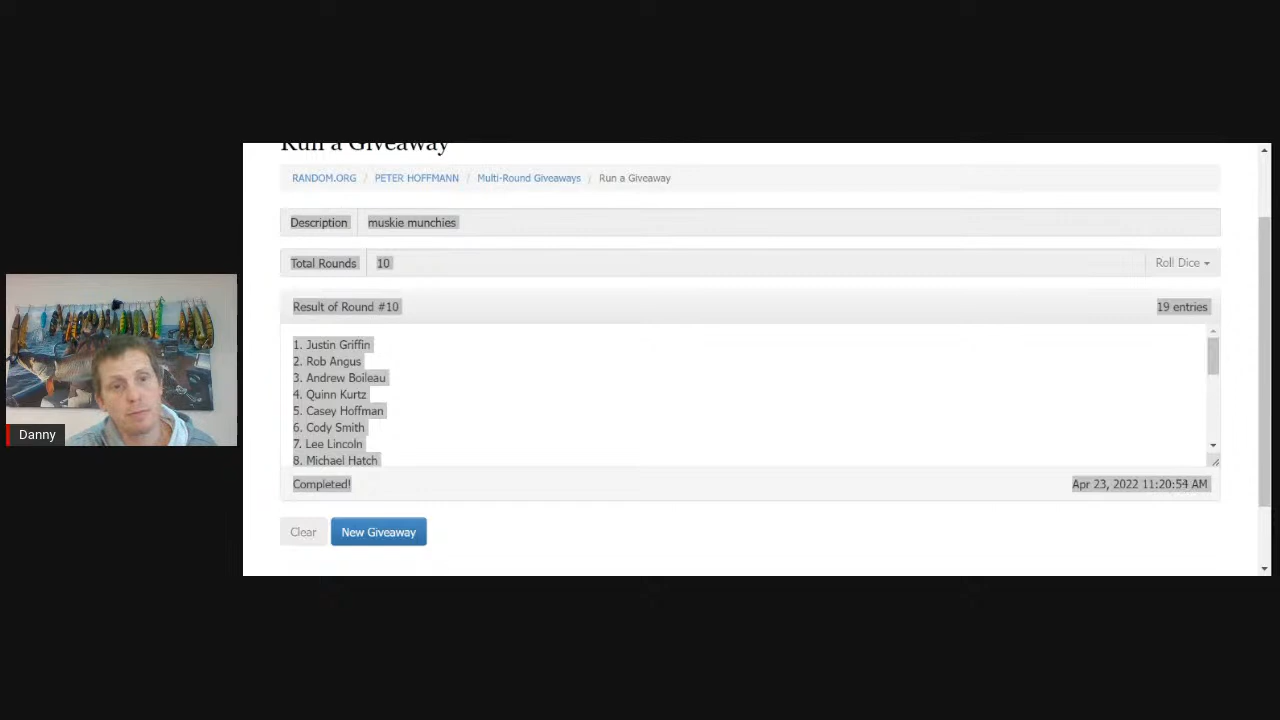 Run a Giveaway
RANDOM.ORG / PETER HOFFMANN / Multi-Round Giveaways / Run a Giveaway
Description muskie munchies
Total Rounds 10 Roll Dice
Result of Round #10 19 entries
1. Justin Griffin
2. Rob Angus
3. Andrew Boileau
4. Quinn Kurtz
5. Casey Hoffman
6. Cody Smith
7. Lee Lincoln
8. Michael Hatch
Completed! Apr 23, 2022 11:20:54 AM
Clear New Giveaway
Danny